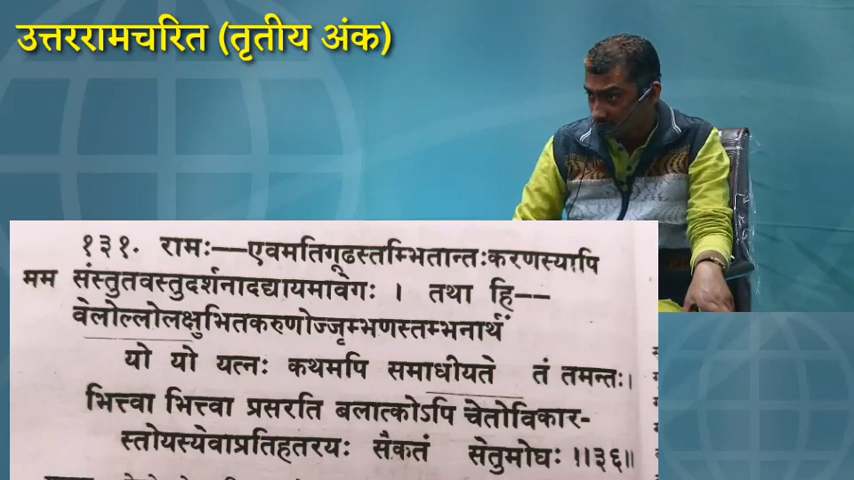 उत्तररामचरित (तृतीय अंक)
१३१. रामः——एवमतिगूढस्तम्भितान्तःकरणस्यापि
मम संस्तुतवस्तुदर्शनादद्यायमावेगः । तथा हि——
वेलोल्लोलक्षुभितकरुणोज्जृम्भणस्तम्भनार्थं
यो यो यत्नः कथमपि समाधीयते तं तमन्तः।
भित्त्वा भित्त्वा प्रसरति बलात्कोऽपि चेतोविकार-
स्तोयस्येवाप्रतिहतरयः सैकतं सेतुमोघः ।।३६।।